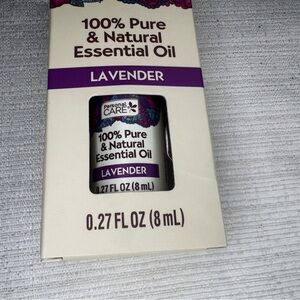 100% Pure
& Natural
Essential Oil
LAVENDER
Personal
CARE
100% Pure
& Natural
Essential Oil
LAVENDER
0.27 FL OZ (8 mL)
0.27 FL OZ (8 mL)